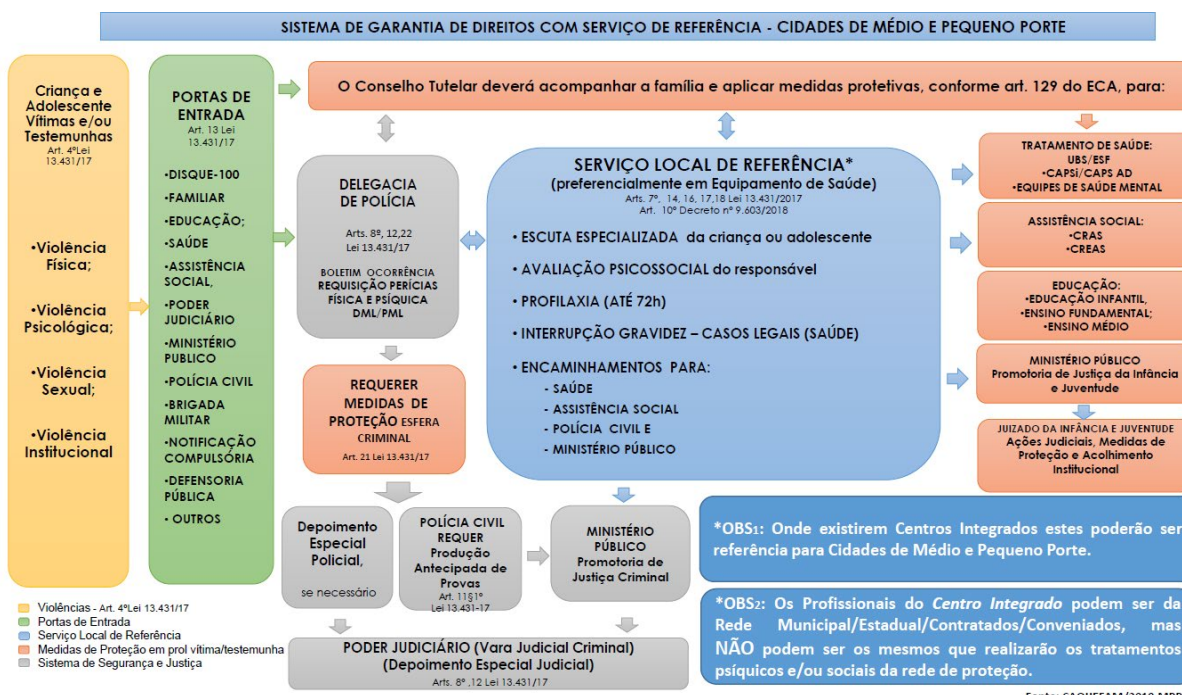 SISTEMA DE GARANTIA DE DIREITOS COM SERVIÇO DE REFERÊNCIA - CIDADES DE MÉDIO E PEQUENO PORTE
Criança e
Adolescente
Vítimas e/ou
Testemunhas
Art. 4ºLei
13.431/17
•Violência
Física;
•Violência
Psicológica;
•Violência
Sexual;
•Violência
Institucional
PORTAS DE
ENTRADA
Art. 13 Lei
13.431/17
•DISQUE-100
•FAMILIAR
•EDUCAÇÃO;
•SAÚDE
•ASSISTÊNCIA
SOCIAL,
•PODER
JUDICIÁRIO
•MINISTÉRIO
PUBLICO
•POLÍCIA CIVIL
•BRIGADA
MILITAR
•NOTIFICAÇÃO
COMPULSÓRIA
•DEFENSORIA
PÚBLICA
• OUTROS
O Conselho Tutelar deverá acompanhar a família e aplicar medidas protetivas, conforme art. 129 do ECA, para:
DELEGACIA
DE POLÍCIA
Arts. 8º, 12,22
Lei 13.431/17
BOLETIM OCORRÊNCIA
REQUISIÇÃO PERÍCIAS
FÍSICA E PSÍQUICA
DML/PML
REQUERER
MEDIDAS DE
PROTEÇÃO ESFERA
CRIMINAL
Art. 21 Lei 13.431/17
SERVIÇO LOCAL DE REFERÊNCIA*
(preferencialmente em Equipamento de Saúde)
Arts. 7º, 14, 16, 17,18 Lei 13.431/2017
Art. 10º Decreto nº 9.603/2018
• ESCUTA ESPECIALIZADA da criança ou adolescente
• AVALIAÇÃO PSICOSSOCIAL do responsável
• PROFILAXIA (ATÉ 72h)
• INTERRUPÇÃO GRAVIDEZ – CASOS LEGAIS (SAÚDE)
• ENCAMINHAMENTOS PARA:
- SAÚDE
- ASSISTÊNCIA SOCIAL
- POLÍCIA CIVIL E
- MINISTÉRIO PÚBLICO
TRATAMENTO DE SAÚDE:
UBS/ESF
•CAPSi/CAPS AD
•EQUIPES DE SAÚDE MENTAL
ASSISTÊNCIA SOCIAL:
•CRAS
•CREAS
EDUCAÇÃO:
•EDUCAÇÃO INFANTIL,
•ENSINO FUNDAMENTAL;
•ENSINO MÉDIO
MINISTÉRIO PÚBLICO
Promotoria de Justiça da Infância
e Juventude
JUIZADO DA INFÂNCIA E JUVENTUDE
Ações Judiciais, Medidas de
Proteção e Acolhimento
Institucional
Depoimento
Especial
Policial,
se necessário
POLÍCIA CIVIL
REQUER
Produção
Antecipada de
Provas
Art. 11§1º
Lei 13.431-17
MINISTÉRIO
PÚBLICO
Promotoria de
Justiça Criminal
PODER JUDICIÁRIO (Vara Judicial Criminal)
(Depoimento Especial Judicial)
Arts. 8º ,12 Lei 13.431/17
*OBS1: Onde existirem Centros Integrados estes poderão ser
referência para Cidades de Médio e Pequeno Porte.
*OBS2: Os Profissionais do Centro Integrado podem ser da
Rede Municipal/Estadual/Contratados/Conveniados, mas
NÃO podem ser os mesmos que realizarão os tratamentos
psíquicos e/ou sociais da rede de proteção.
Violências - Art. 4ºLei 13.431/17
Portas de Entrada
Serviço Local de Referência
Medidas de Proteção em prol vítima/testemunha
Sistema de Segurança e Justiça